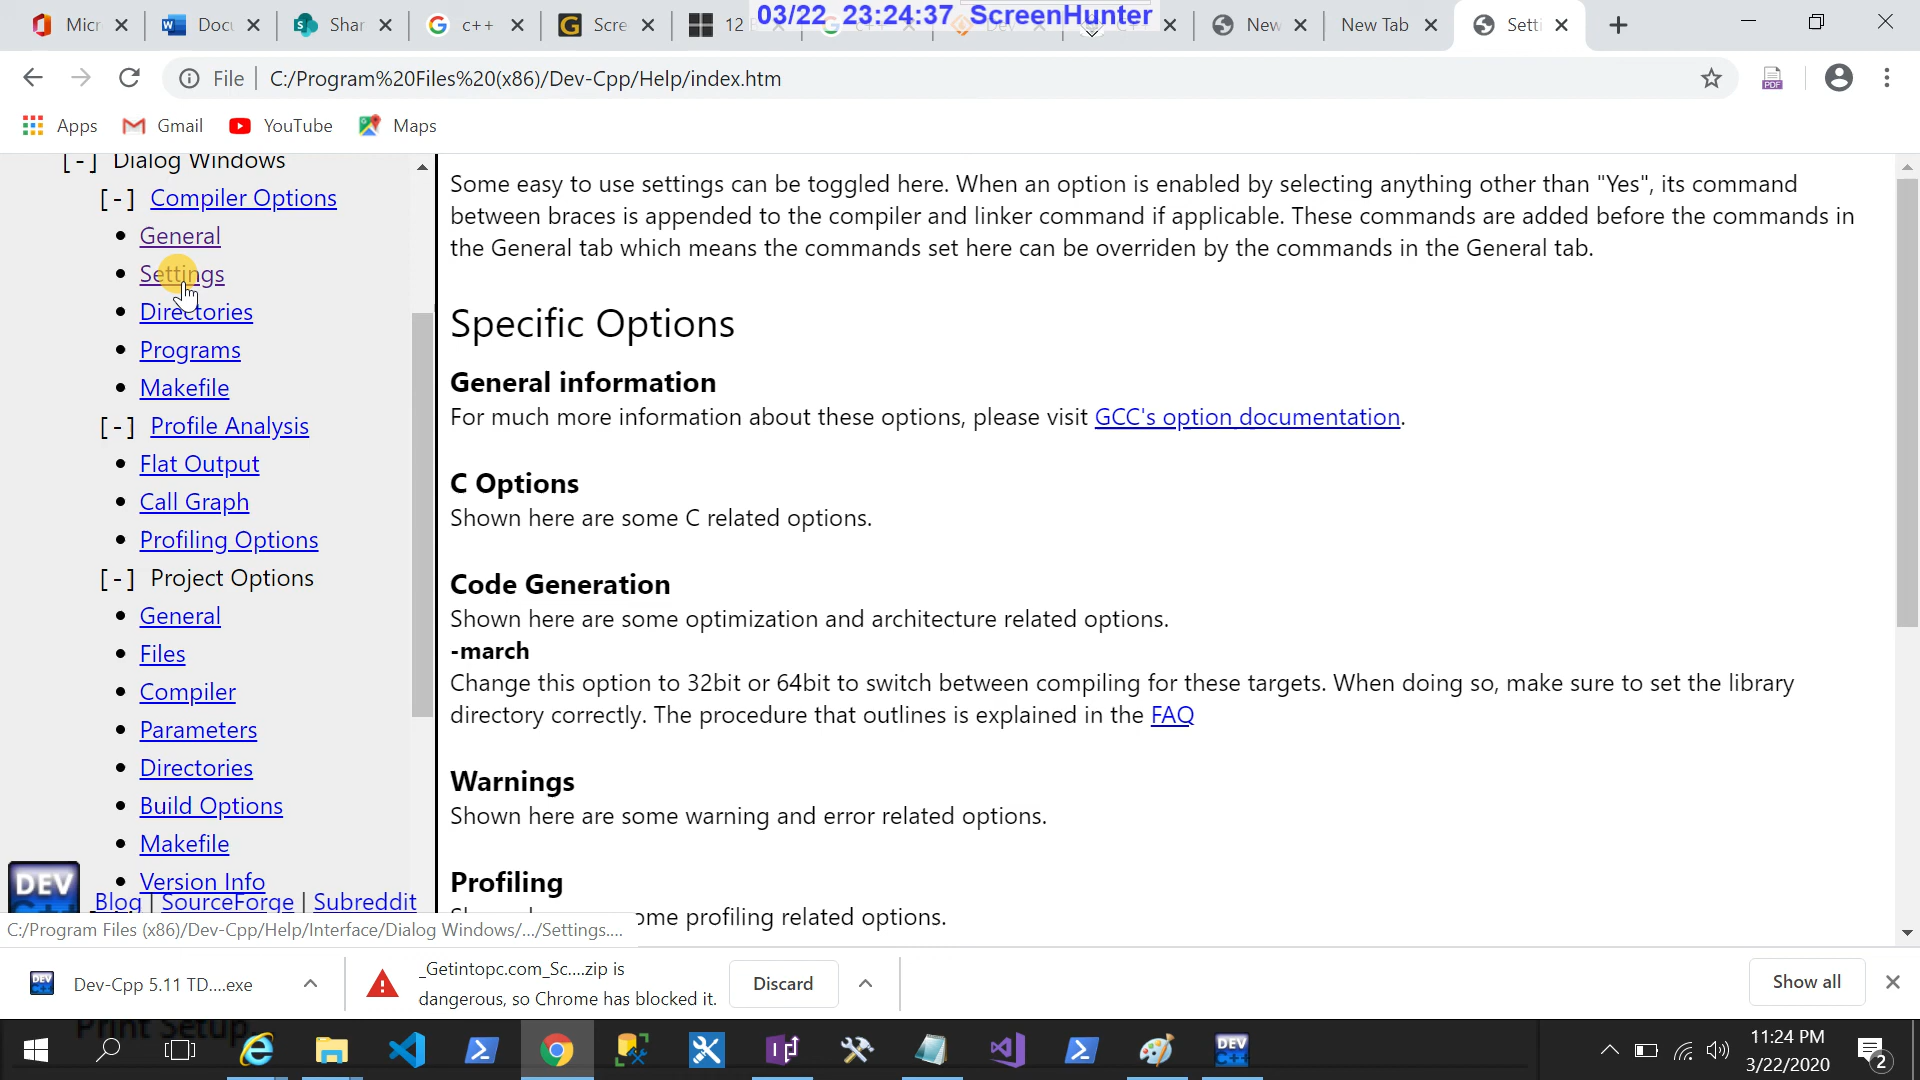 Micr
Docu
Shar
c++
Scre
12
03/22 23:24:37 ScreenHunter
New
New Tab
Setti
File
C:/Program%20Files%20(x86)/Dev-Cpp/Help/index.htm
PDF
Apps
Gmail
YouTube
Maps
[-] Dialog Windows
[-] Compiler Options
General
Settings
Directories
Programs
Makefile
[-] Profile Analysis
Flat Output
Call Graph
Profiling Options
[-] Project Options
General
Files
Compiler
Parameters
Directories
Build Options
Makefile
Version Info
DEV
Blog | SourceForge | Subreddit
C:/Program Files (x86)/Dev-Cpp/Help/Interface/Dialog Windows/.../Settings....
Some easy to use settings can be toggled here. When an option is enabled by selecting anything other than "Yes", its command
between braces is appended to the compiler and linker command if applicable. These commands are added before the commands in
the General tab which means the commands set here can be overriden by the commands in the General tab.
Specific Options
General information
For much more information about these options, please visit GCC's option documentation.
C Options
Shown here are some C related options.
Code Generation
Shown here are some optimization and architecture related options.
-march
Change this option to 32bit or 64bit to switch between compiling for these targets. When doing so, make sure to set the library
directory correctly. The procedure that outlines is explained in the FAQ
Warnings
Shown here are some warning and error related options.
Profiling
ome profiling related options.
Dev-Cpp 5.11 TD....exe
_Getintopc.com_Sc....zip is
dangerous, so Chrome has blocked it.
Discard
Show all
Print Setup
DEV
C++
11:24 PM
3/22/2020
2